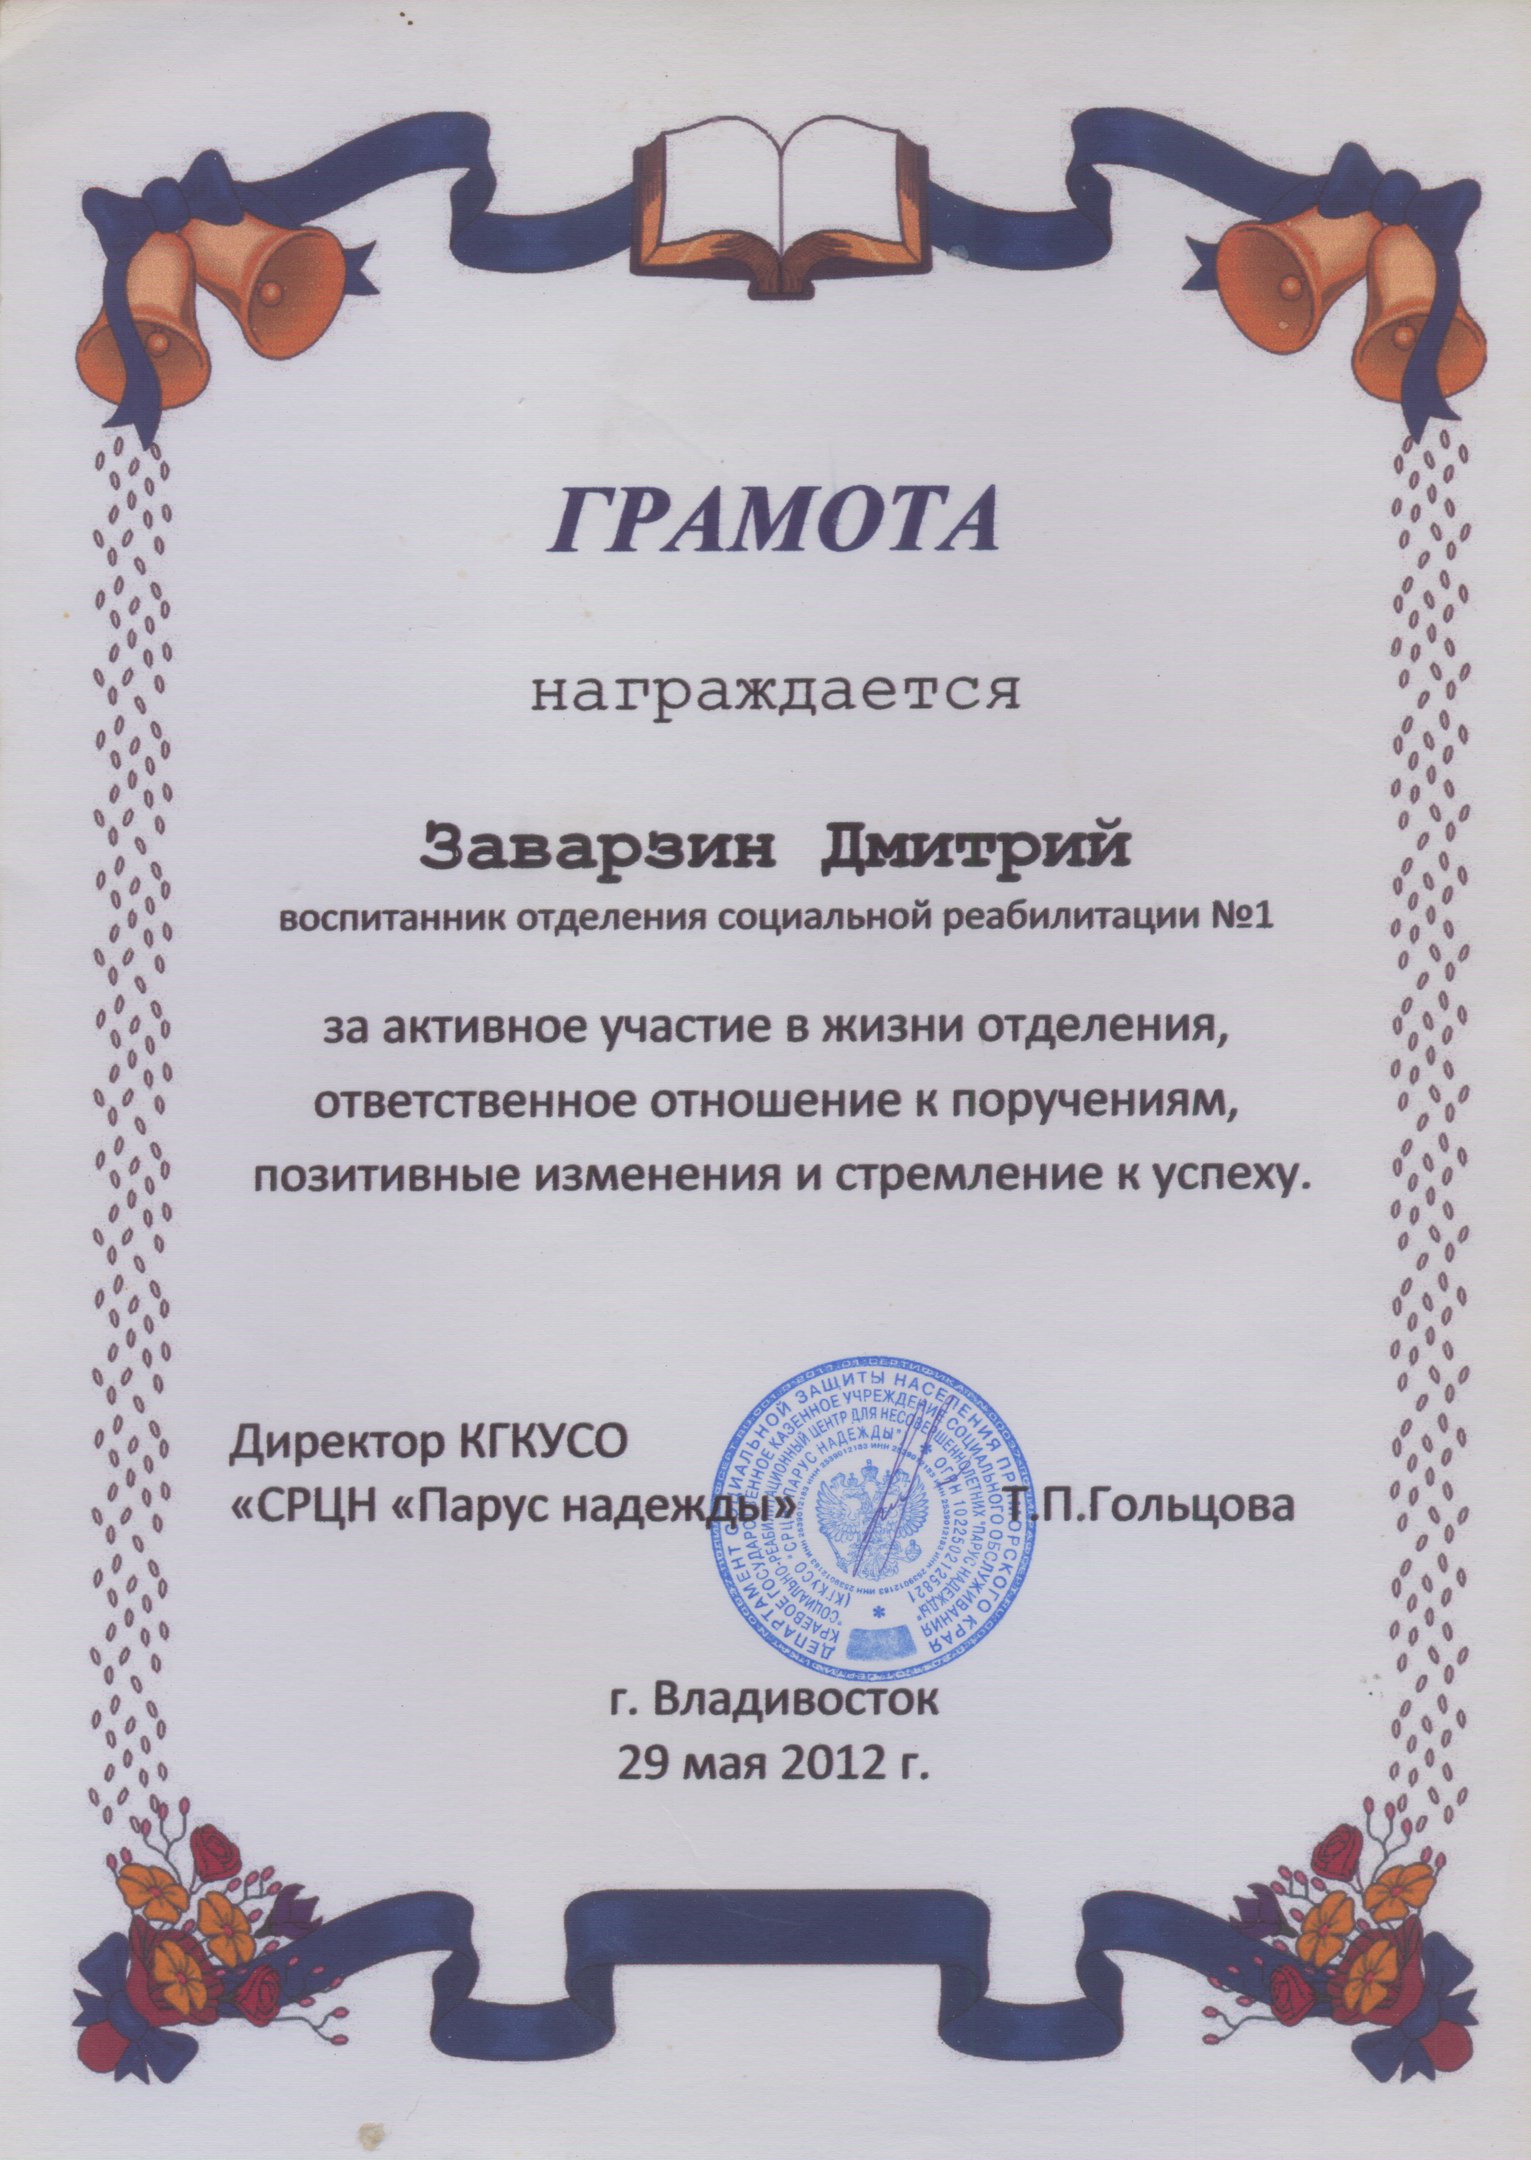 ГРАМОТА
награждается
Заварзин Дмитрий
воспитанник отделения социальной реабилитации №1
за активное участие в жизни отделения,
ответственное отношение к поручениям,
позитивные изменения и стремление к успеху.
Директор КГКУСО
«СРЦН «Парус надежды» Т.П.Гольцова
ДЕПАРТАМЕНТ СОЦИАЛЬНОЙ ЗАЩИТЫ НАСЕЛЕНИЯ ПРИМОРСКОГО КРАЯ
КРАЕВОЕ ГОСУДАРСТВЕННОЕ КАЗЕННОЕ УЧРЕЖДЕНИЕ СОЦИАЛЬНОГО ОБСЛУЖИВАНИЯ
"СОЦИАЛЬНО-РЕАБИЛИТАЦИОННЫЙ ЦЕНТР ДЛЯ НЕСОВЕРШЕННОЛЕТНИХ "ПАРУС НАДЕЖДЫ"
(КГКУСО "СРЦН "ПАРУС НАДЕЖДЫ") * ОГРН 1022502125821
ИНН 2539012183
г. Владивосток
29 мая 2012 г.